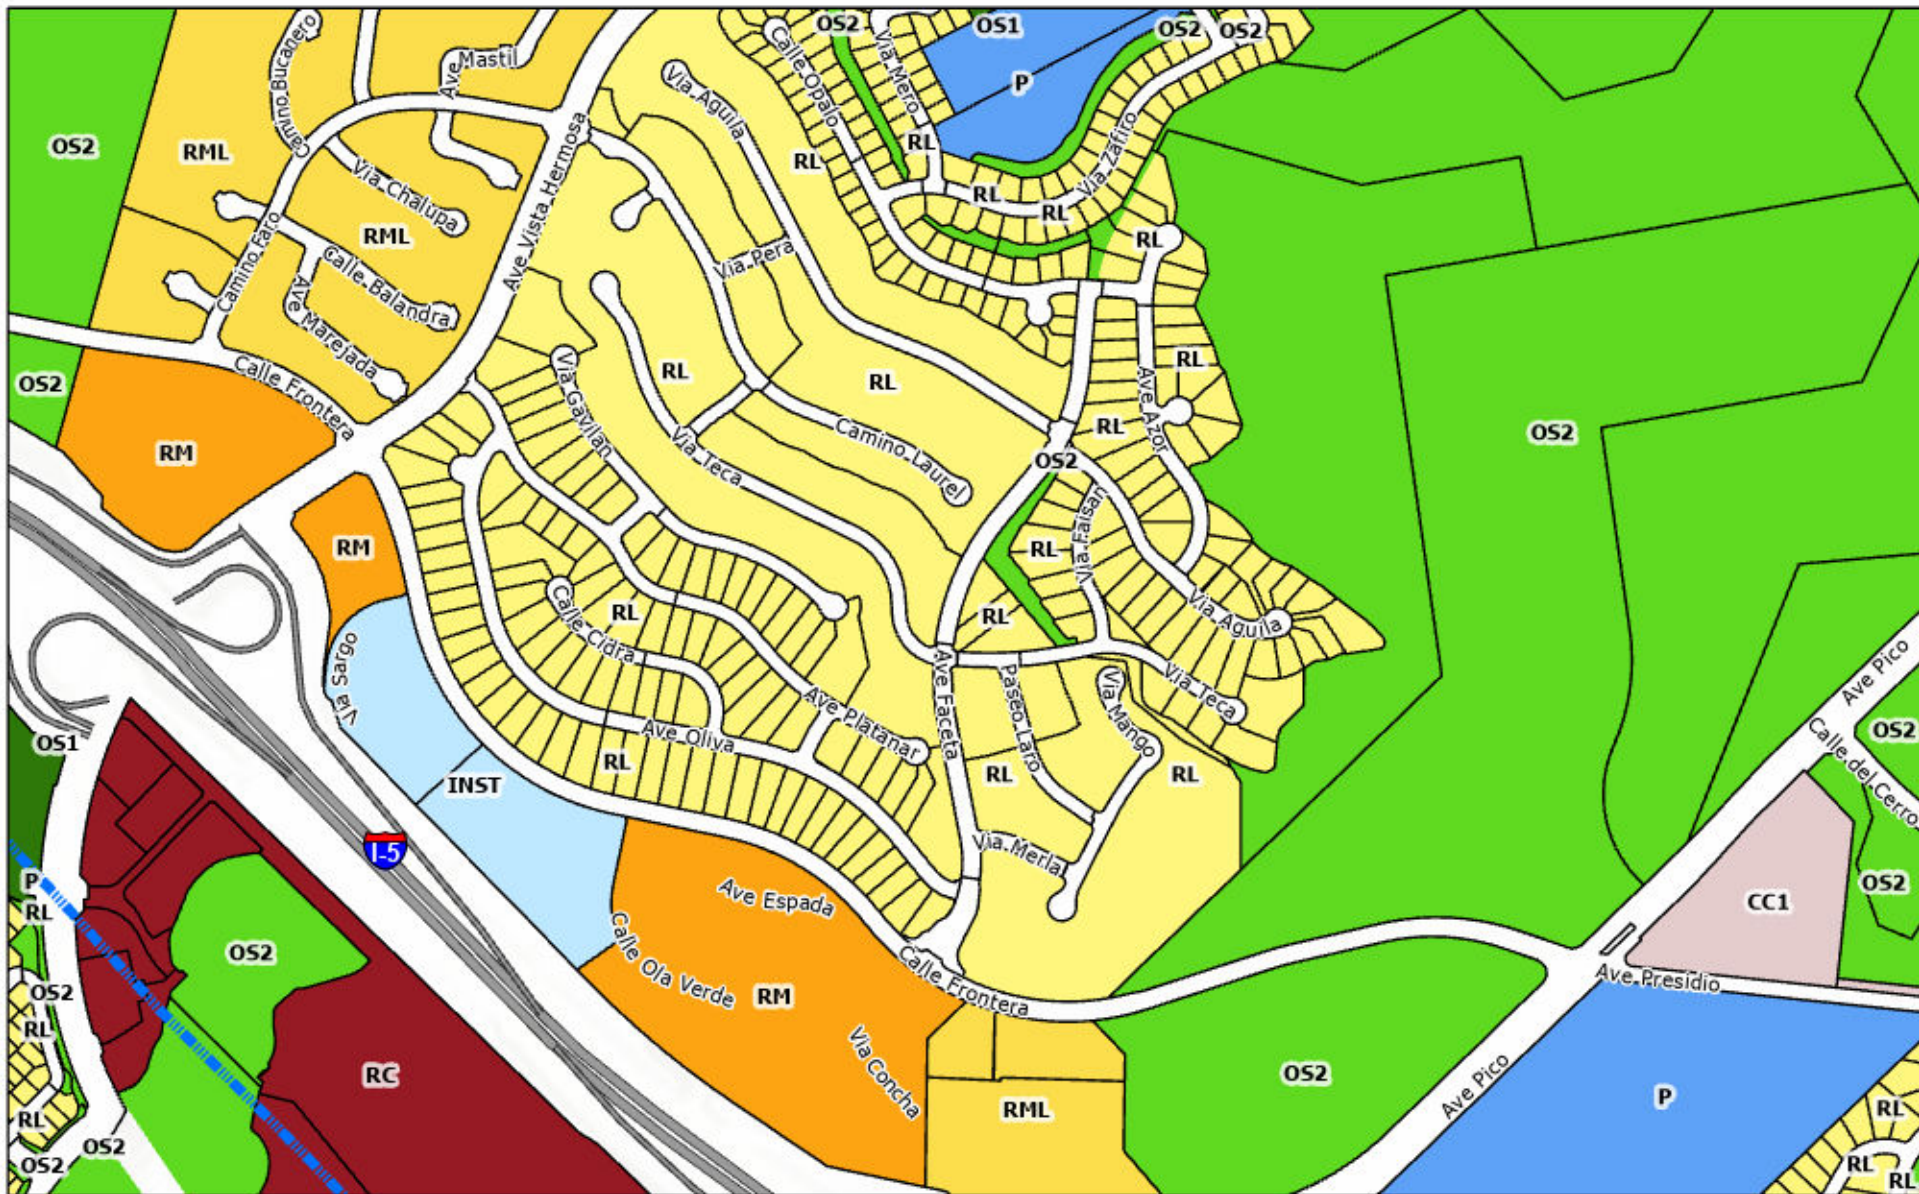 OS2
OS1
OS2
OS2
Camino Bucanero
Ave Mastil
Calle Opalo
Via Mero
P
Via Aguila
OS2
RML
Via Chalupa
RL
RL
Via Zafiro
RL
RL
RML
Ave Vista Hermosa
Camino Faro
Calle Balandra
Via Pera
RL
Ave Marejada
OS2
Calle Frontera
Via Gavilan
RL
RL
RL
Ave Azor
RM
Via Teca
Camino Laurel
RL
OS2
OS2
RM
Via Faisan
RL
Calle Cidra
RL
RL
Via Aguila
Via Sargo
Ave Faceta
Paseo Laro
Via Mango
Via Teca
Ave Pico
Ave Platanar
Ave Oliva
OS1
RL
INST
RL
RL
Calle del Cerro
OS2
I-5
Via Merla
P
RL
OS2
Ave Espada
CC1
OS2
Calle Ola Verde
Calle Frontera
Ave Presidio
OS2
RL
RM
Via Concha
RC
OS2
Ave Pico
P
RML
RL
RL
OS2
OS2
RL
RL